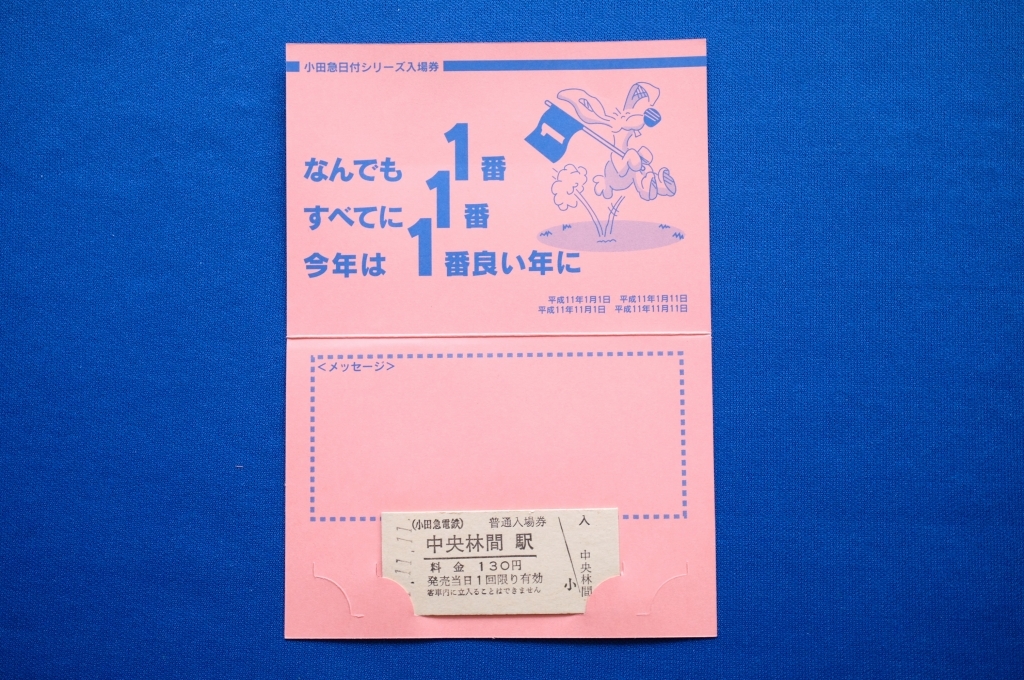 小田急日付シリーズ入場券
1
なんでも1番
すべてに1番
今年は1番良い年に
平成11年1月1日 平成11年1月11日
平成11年11月1日 平成11年11月11日
<メッセージ>
11.11
(小田急電鉄) 普通入場券
中央林間 駅
料金 130円
発売当日1回限り有効
客車内に立入ることはできません
小
入
中央林間